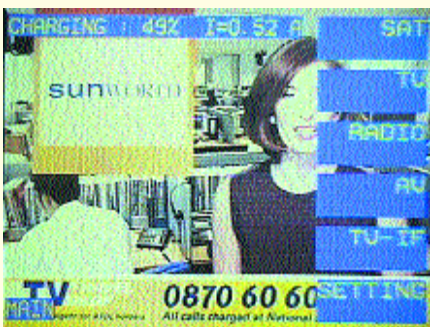 CHARGING : 49% I=0.52 A SAT
sunWORLD
TV
RADIO
AV
TV-IF
SETTING
TV 0870 60 60
MAIN
All calls charged at National